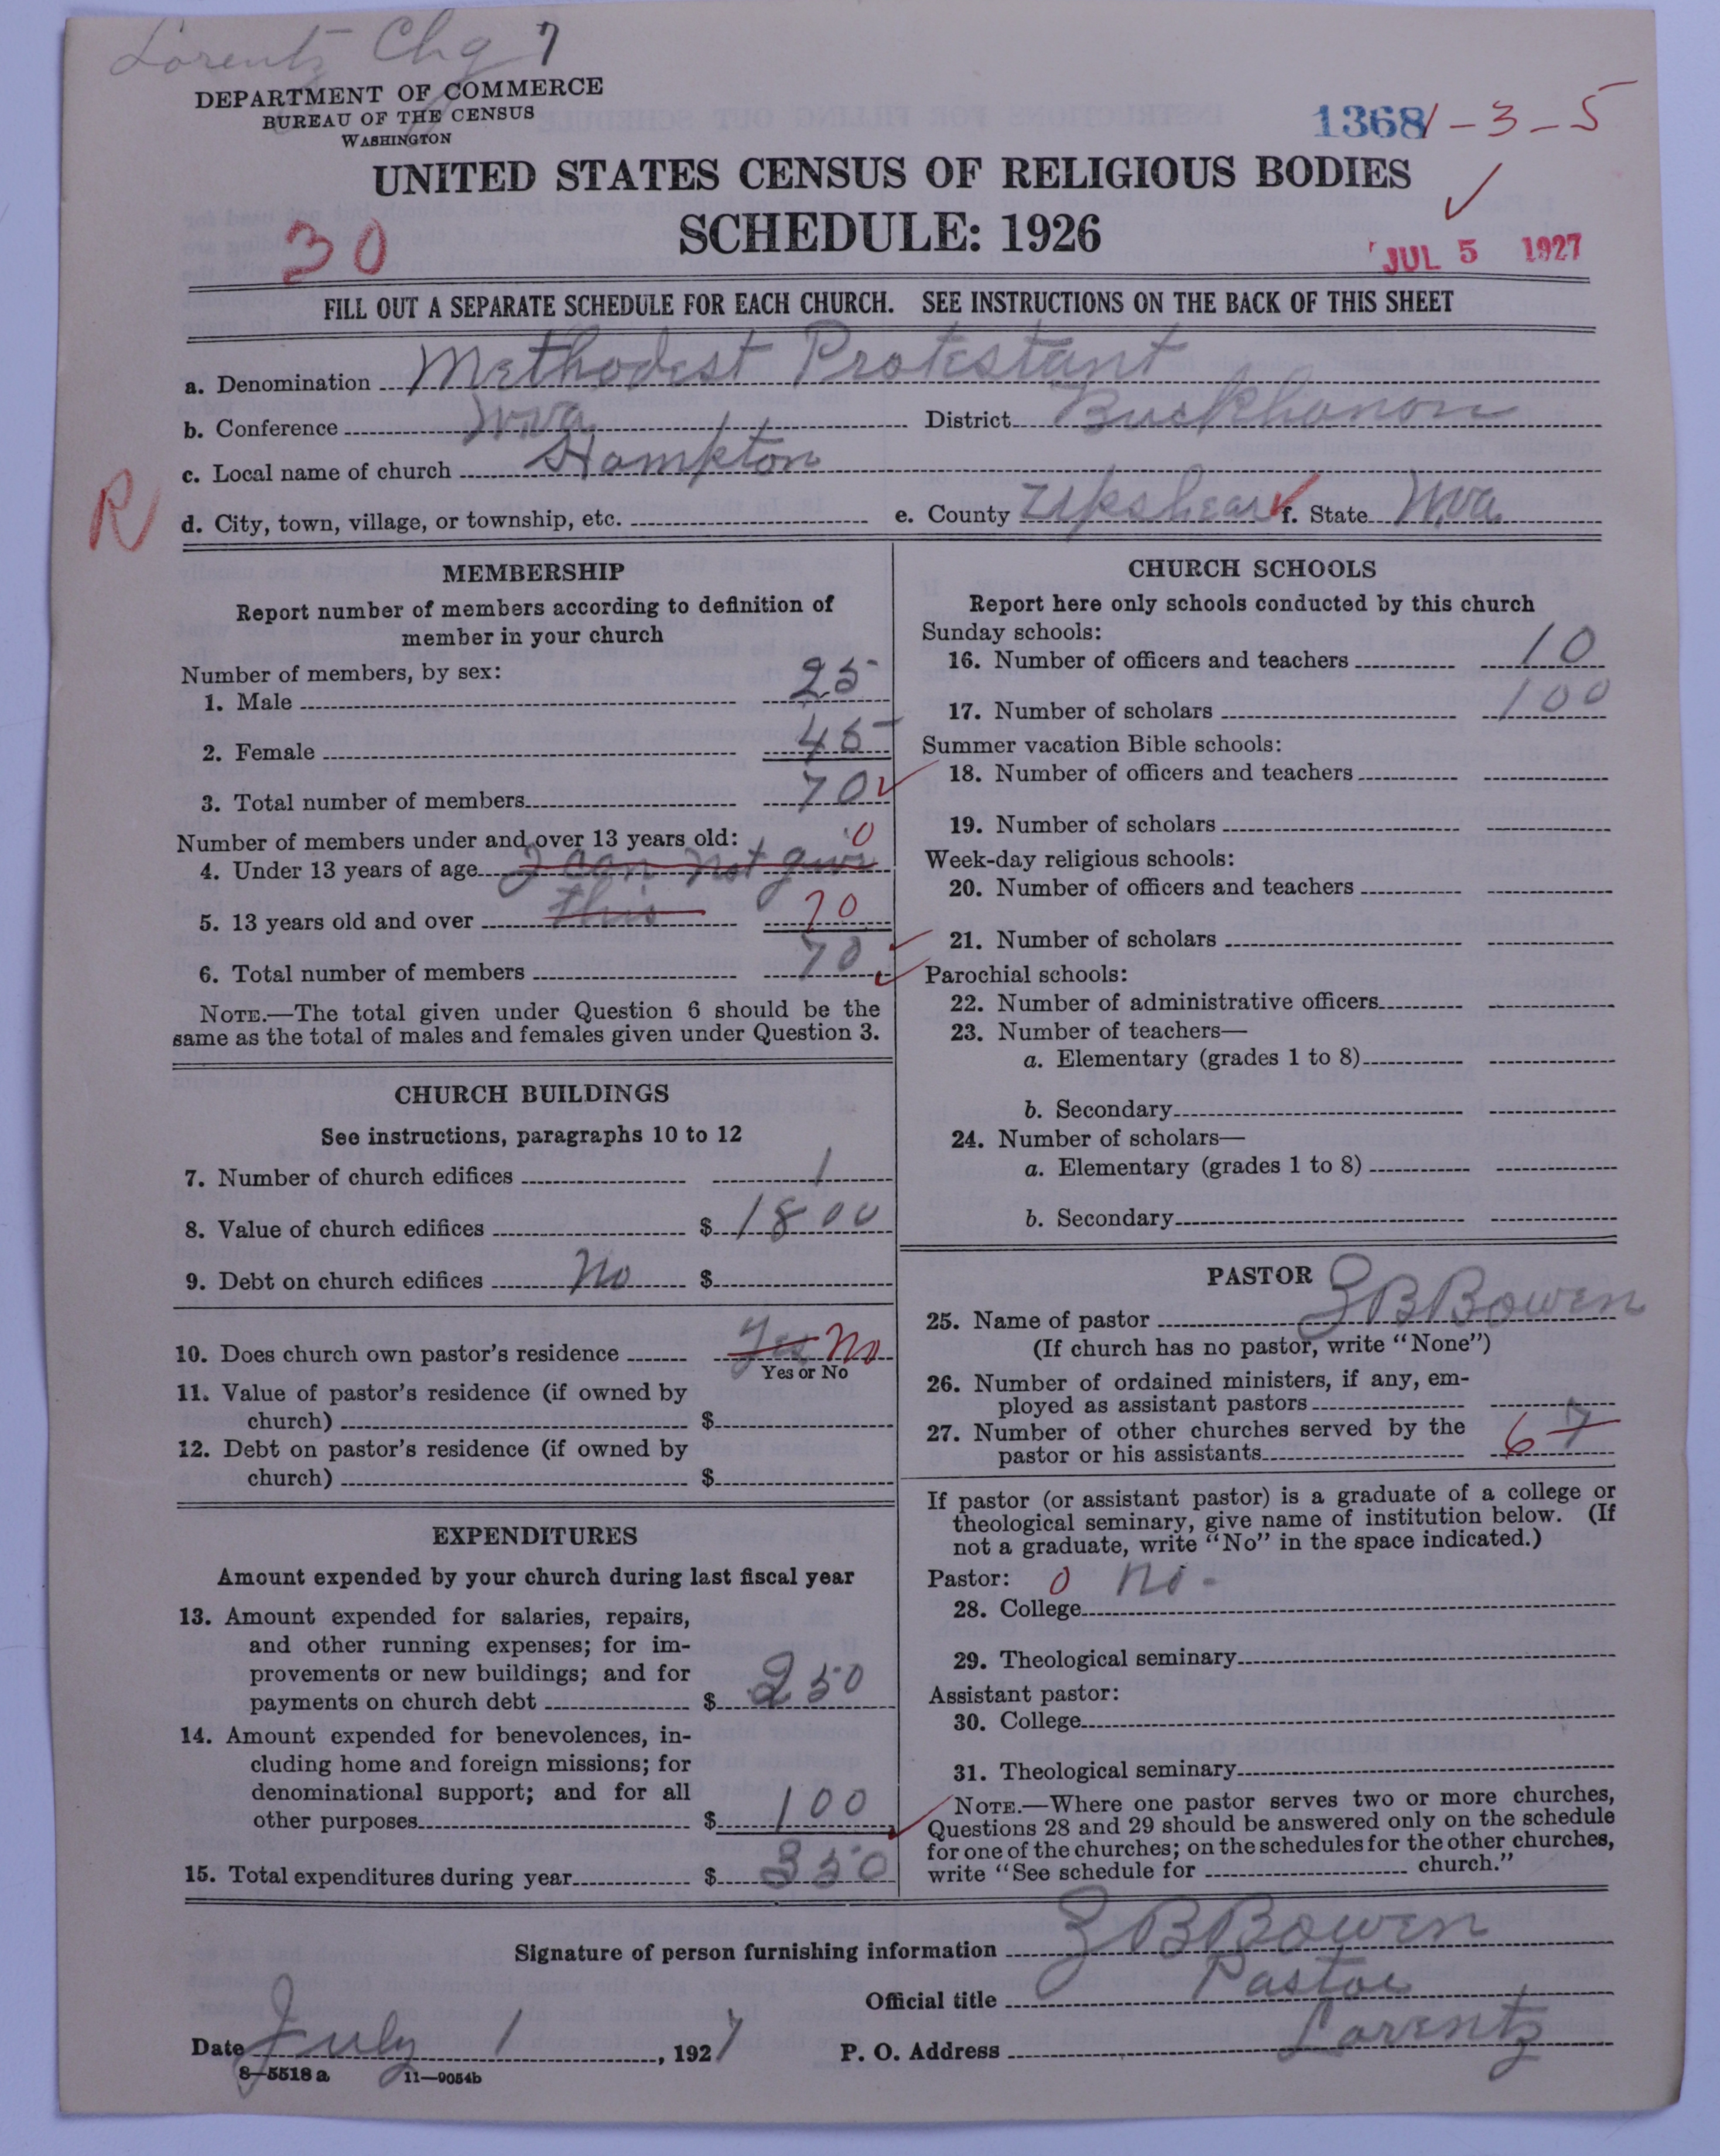 Lorentz Chg 7
DEPARTMENT OF COMMERCE
BUREAU OF THE CENSUS
WASHINGTON
1368 1-3-5
UNITED STATES CENSUS OF RELIGIOUS BODIES
SCHEDULE: 1926
30
JUL 5 1927
FILL OUT A SEPARATE SCHEDULE FOR EACH CHURCH. SEE INSTRUCTIONS ON THE BACK OF THIS SHEET
a. Denomination Methodest Protestant
b. Conference W.va District Buckhanon
c. Local name of church Hampton
R
d. City, town, village, or township, etc. e. County Upshear f. State W.va.
MEMBERSHIP
Report number of members according to definition of
member in your church
Number of members, by sex:
1. Male 25
2. Female 45
3. Total number of members 70
Number of members under and over 13 years old: 0
4. Under 13 years of age I can not give
5. 13 years old and over this 70
6. Total number of members 70
NOTE.—The total given under Question 6 should be the
same as the total of males and females given under Question 3.
CHURCH BUILDINGS
See instructions, paragraphs 10 to 12
7. Number of church edifices 1
8. Value of church edifices $ 1800
9. Debt on church edifices No $
10. Does church own pastor's residence Yes No
Yes or No
11. Value of pastor's residence (if owned by
church) $
12. Debt on pastor's residence (if owned by
church) $
EXPENDITURES
Amount expended by your church during last fiscal year
13. Amount expended for salaries, repairs,
and other running expenses; for im-
provements or new buildings; and for
payments on church debt $ 250
14. Amount expended for benevolences, in-
cluding home and foreign missions; for
denominational support; and for all
other purposes $ 100
15. Total expenditures during year $ 350
CHURCH SCHOOLS
Report here only schools conducted by this church
Sunday schools:
16. Number of officers and teachers 10
17. Number of scholars 100
Summer vacation Bible schools:
18. Number of officers and teachers
19. Number of scholars
Week-day religious schools:
20. Number of officers and teachers
21. Number of scholars
Parochial schools:
22. Number of administrative officers
23. Number of teachers—
a. Elementary (grades 1 to 8)
b. Secondary
24. Number of scholars—
a. Elementary (grades 1 to 8)
b. Secondary
PASTOR
25. Name of pastor G B Bowen
(If church has no pastor, write "None")
26. Number of ordained ministers, if any, em-
ployed as assistant pastors
27. Number of other churches served by the
pastor or his assistants 6 7
If pastor (or assistant pastor) is a graduate of a college or
theological seminary, give name of institution below. (If
not a graduate, write "No" in the space indicated.)
Pastor: 0 No -
28. College
29. Theological seminary
Assistant pastor:
30. College
31. Theological seminary
NOTE.—Where one pastor serves two or more churches,
Questions 28 and 29 should be answered only on the schedule
for one of the churches; on the schedules for the other churches,
write "See schedule for church."
Signature of person furnishing information G B Bowen
Official title Pastor
Date July 1, 1927 P. O. Address Lorentz
8—5518 a 11—9054b